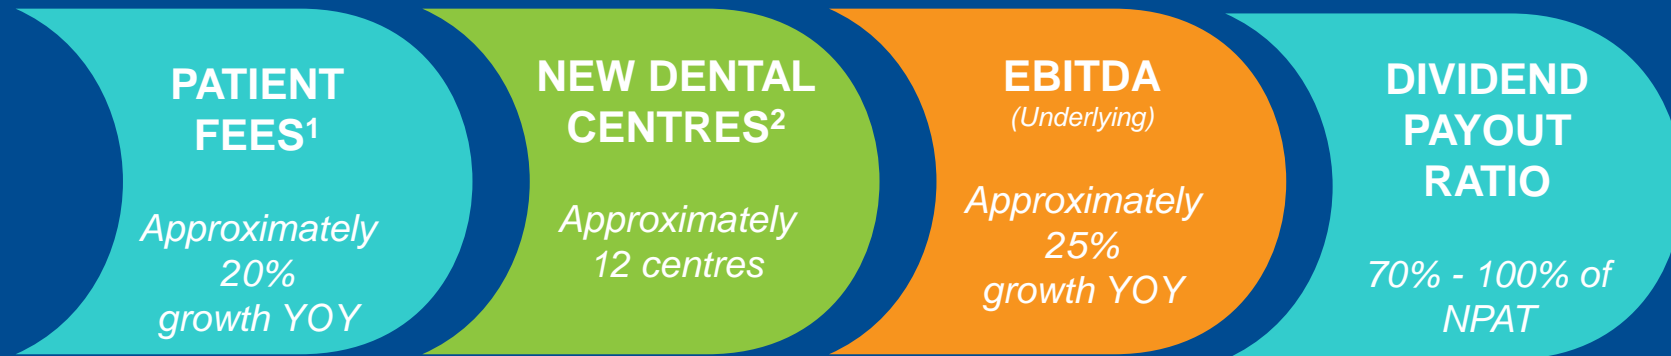 PATIENT
FEES¹
Approximately
20%
growth YOY
NEW DENTAL
CENTRES²
Approximately
12 centres
EBITDA
(Underlying)
Approximately
25%
growth YOY
DIVIDEND
PAYOUT
RATIO
70% - 100% of
NPAT